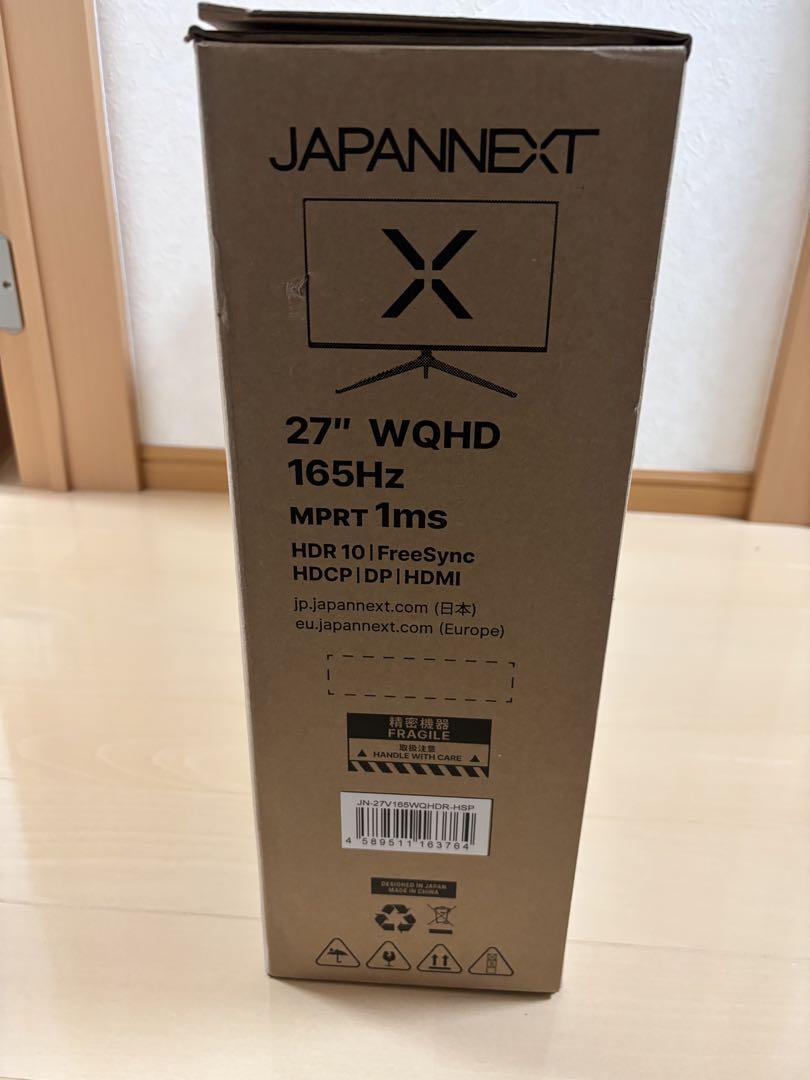 JAPANNEXT
27" WQHD
165Hz
MPRT 1ms
HDR 10|FreeSync
HDCP|DP|HDMI
jp.japannext.com (日本)
eu.japannext.com (Europe)
精密機器
FRAGILE
取扱注意
HANDLE WITH CARE
JN-27V165WQHDR-HSP
4 589511 163764
DESIGNED IN JAPAN
MADE IN CHINA